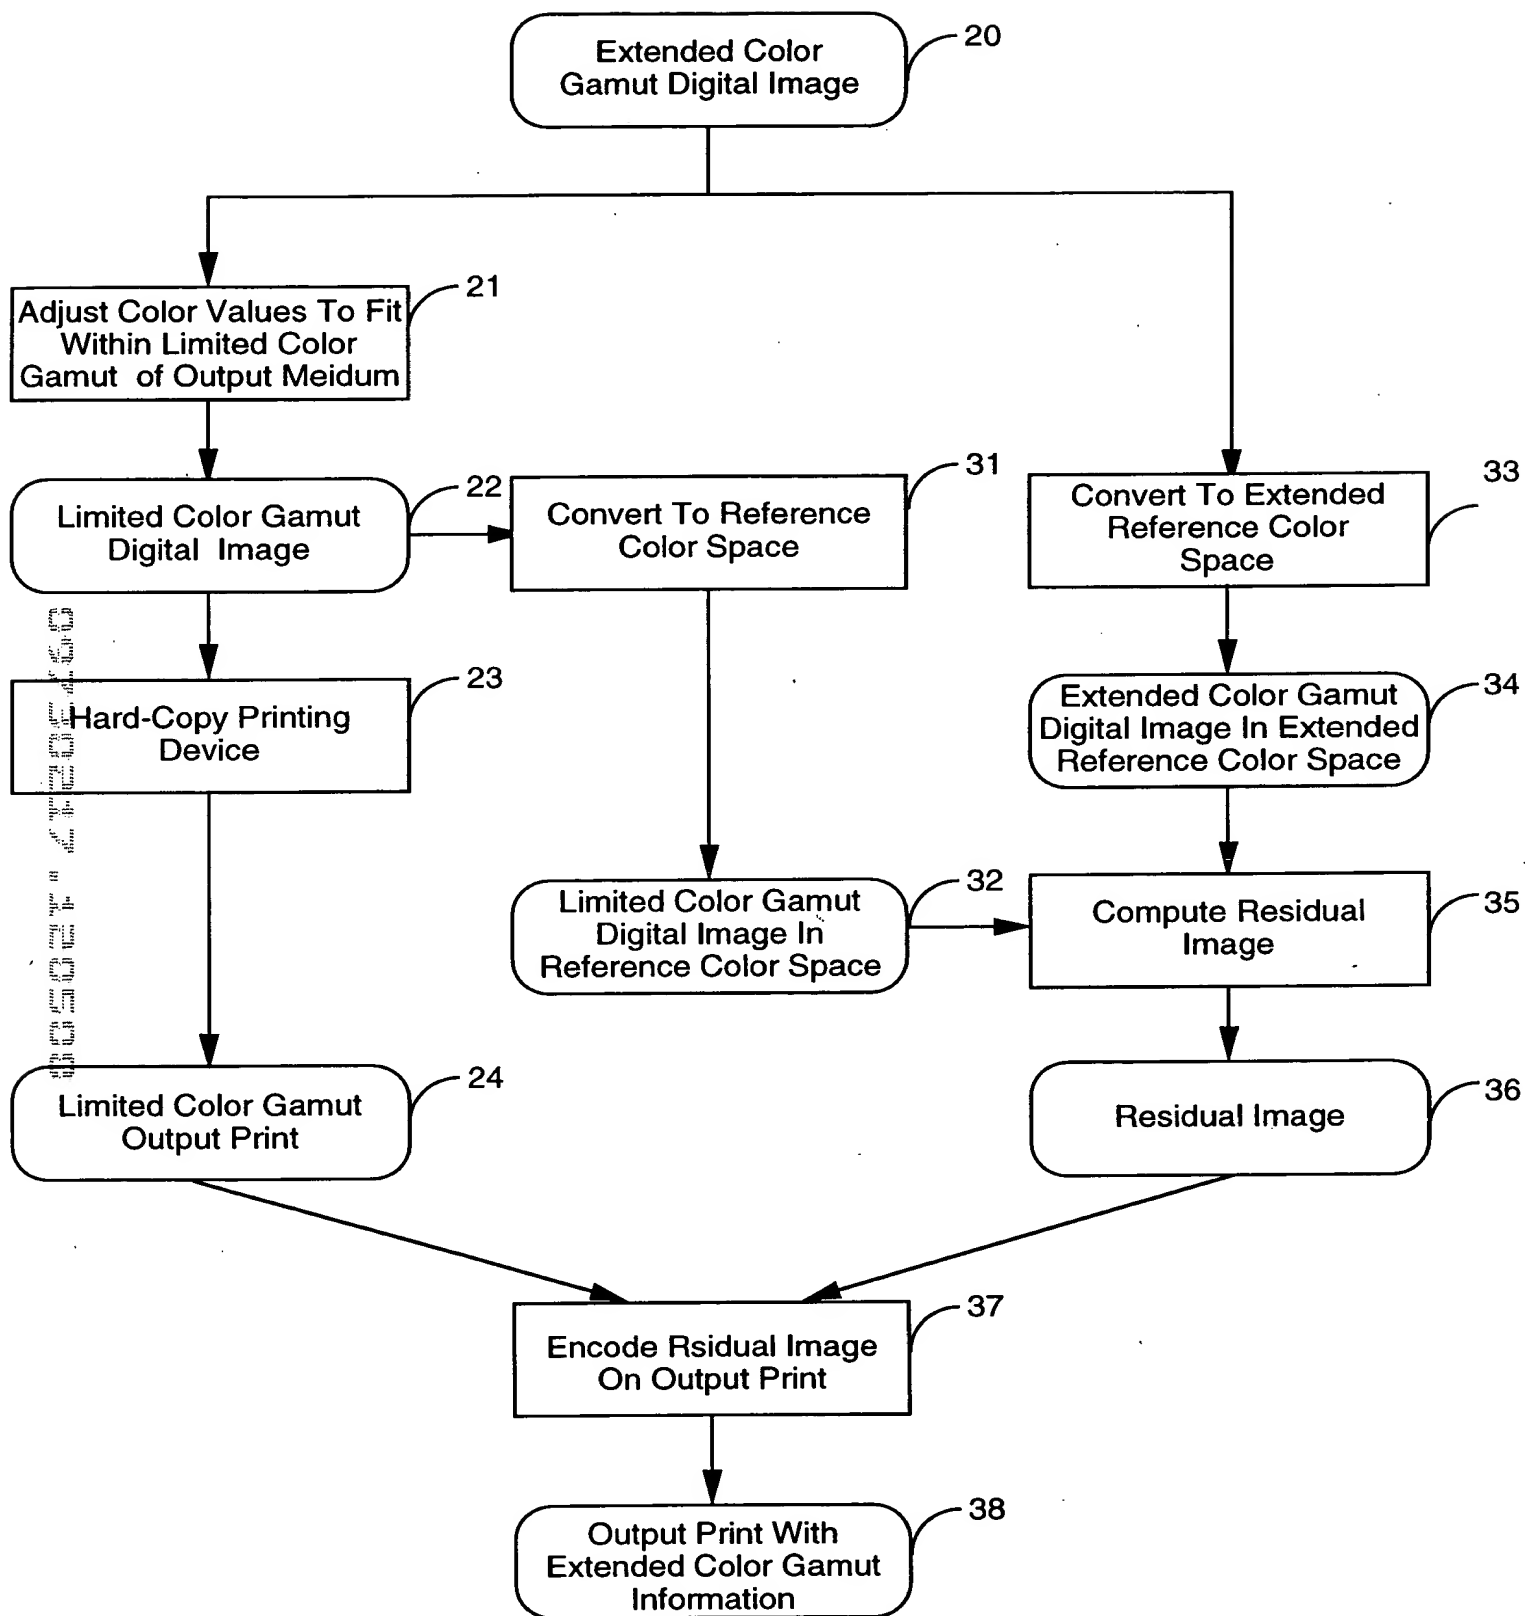 Extended Color
Gamut Digital Image
20
Adjust Color Values To Fit
Within Limited Color
Gamut of Output Meidum
21
Limited Color Gamut
Digital Image
22
Convert To Reference
Color Space
31
Convert To Extended
Reference Color
Space
33
Hard-Copy Printing
Device
23
Extended Color Gamut
Digital Image In Extended
Reference Color Space
34
Limited Color Gamut
Digital Image In
Reference Color Space
32
Compute Residual
Image
35
Limited Color Gamut
Output Print
24
Residual Image
36
Encode Rsidual Image
On Output Print
37
Output Print With
Extended Color Gamut
Information
38